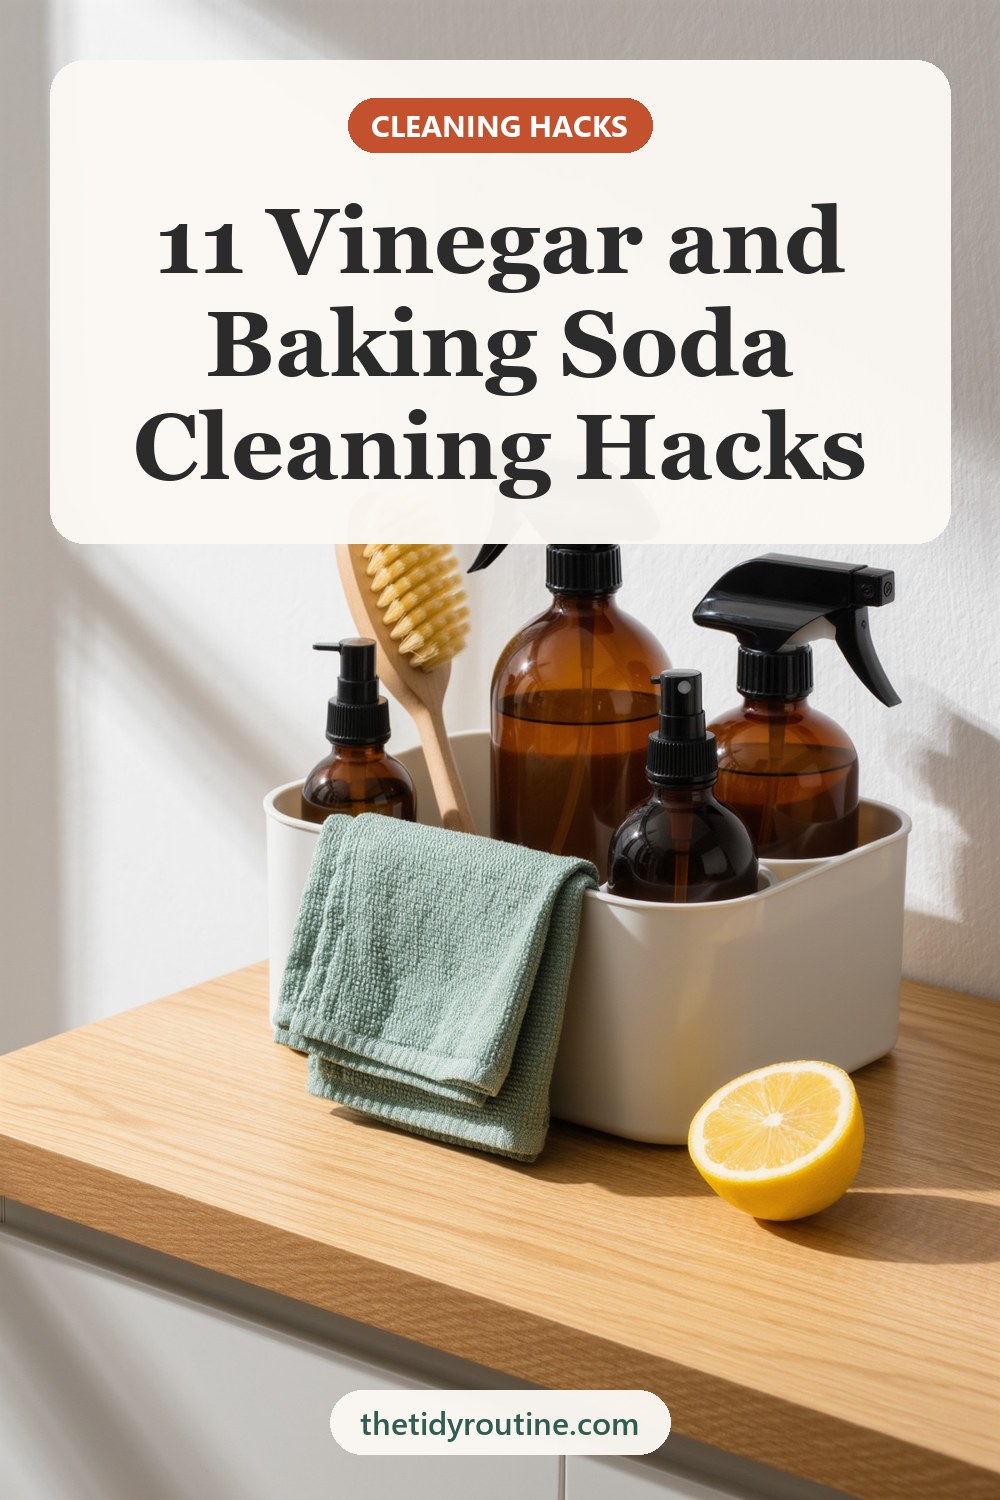 CLEANING HACKS
11 Vinegar and
Baking Soda
Cleaning Hacks
thetidyroutine.com